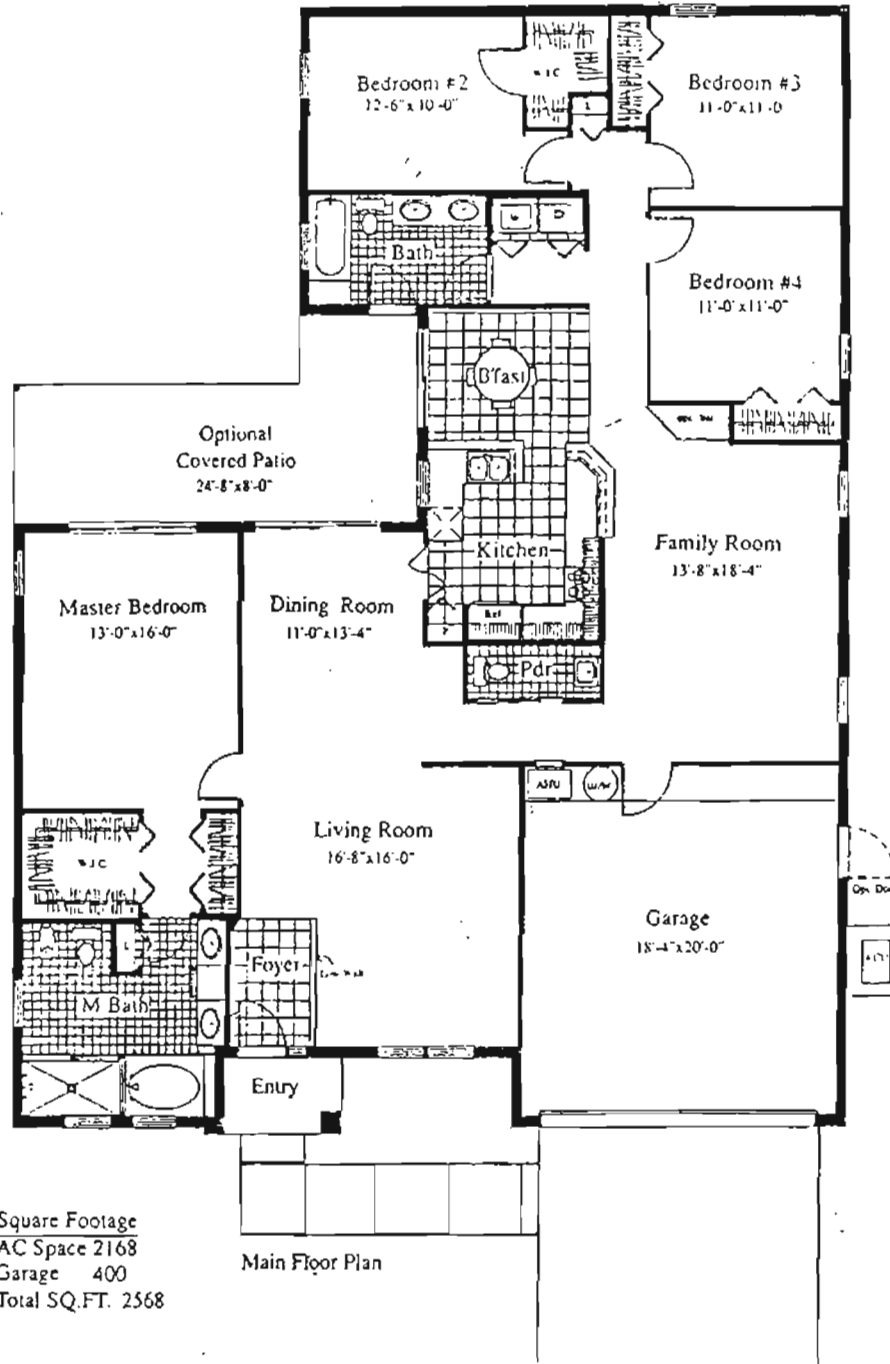 Bedroom #2
12'-6"x10'-0"
W.I.C
Bedroom #3
11'-0"x11'-0
L
Bath
W D
Bedroom #4
11'-0"x11'-0"
B'fast
Optional
Covered Patio
24'-8"x8'-0"
Kitchen
Family Room
13'-8"x18'-4"
Master Bedroom
13'-0"x16'-0"
Dining Room
11'-0"x13'-4"
Ref
P
Pdr
Living Room
16'-8"x16'-0"
W.I.C
Garage
18'-4"x20'-0"
L
Foyer
M Bath
Entry
Square Footage
AC Space 2168
Garage 400
Total SQ.FT. 2568
Main Floor Plan